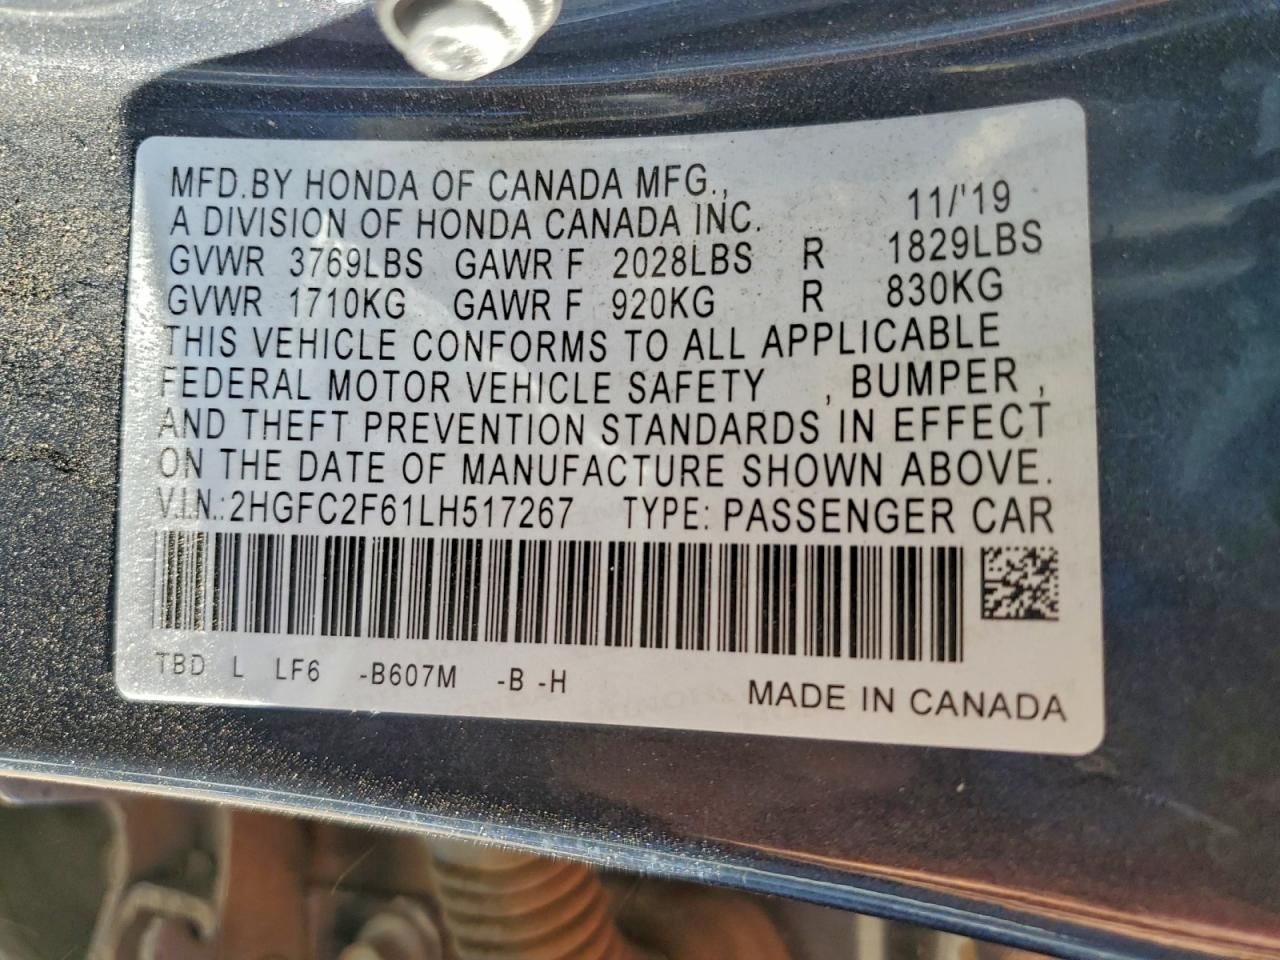 MFD.BY HONDA OF CANADA MFG., 11/'19
A DIVISION OF HONDA CANADA INC.
GVWR 3769LBS GAWR F 2028LBS R 1829LBS
GVWR 1710KG GAWR F 920KG R 830KG
THIS VEHICLE CONFORMS TO ALL APPLICABLE
FEDERAL MOTOR VEHICLE SAFETY , BUMPER ,
AND THEFT PREVENTION STANDARDS IN EFFECT
ON THE DATE OF MANUFACTURE SHOWN ABOVE.
V.I.N.:2HGFC2F61LH517267 TYPE: PASSENGER CAR
TBD L LF6 -B607M -B -H
MADE IN CANADA